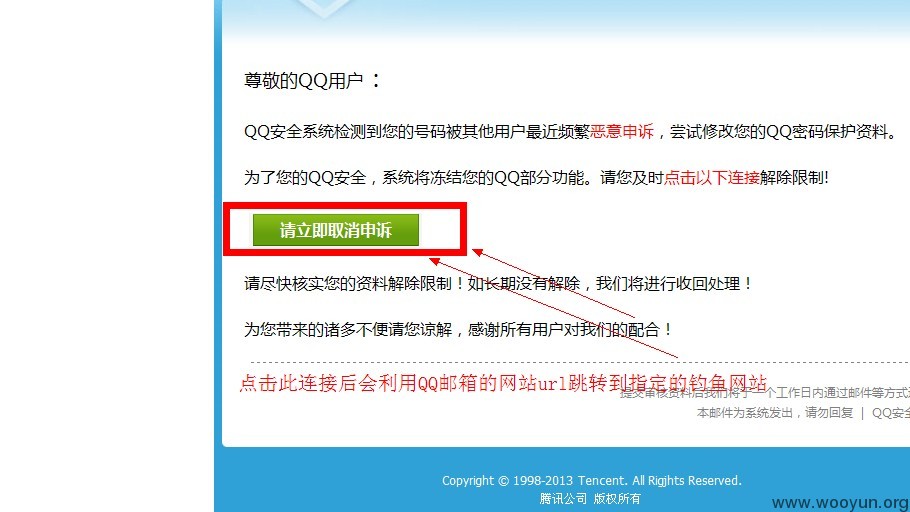 尊敬的QQ用户：
QQ安全系统检测到您的号码被其他用户最近频繁恶意申诉，尝试修改您的QQ密码保护资料。
为了您的QQ安全，系统将冻结您的QQ部分功能。请您及时点击以下连接解除限制!
请立即取消申诉
请尽快核实您的资料解除限制！如长期没有解除，我们将进行收回处理！
为您带来的诸多不便请您谅解，感谢所有用户对我们的配合！
点击此连接后会利用QQ邮箱的网站url跳转到指定的钓鱼网站
提交审核资料后我们将于一个工作日内通过邮件等方式
本邮件为系统发出，请勿回复 | QQ安全
Copyright © 1998-2013 Tencent. All Rigjhts Reserved.
腾讯公司 版权所有
www.wooyun.org